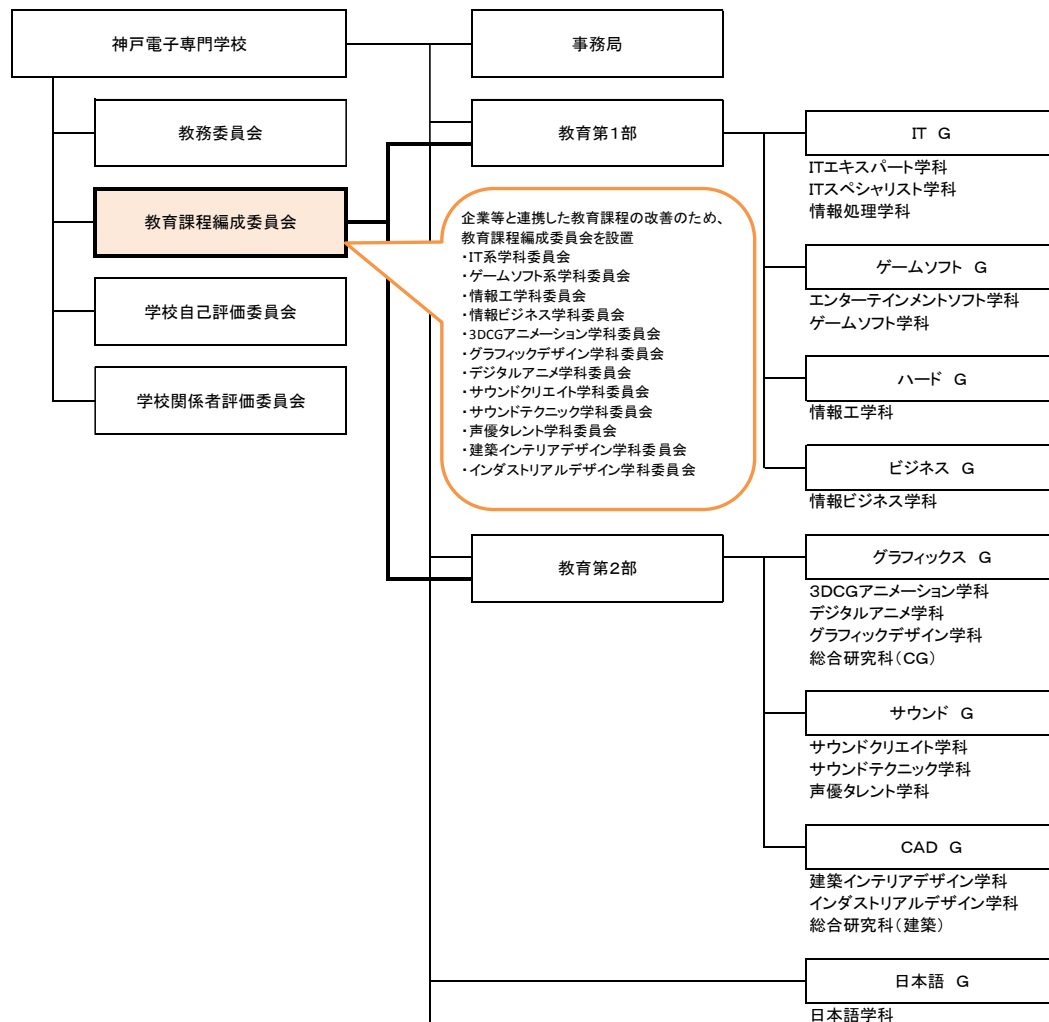 神戸電子専門学校
事務局
教務委員会
教育課程編成委員会
学校自己評価委員会
学校関係者評価委員会
教育第1部
企業等と連携した教育課程の改善のため、
教育課程編成委員会を設置
・IT系学科委員会
・ゲームソフト系学科委員会
・情報工学科委員会
・情報ビジネス学科委員会
・3DCGアニメーション学科委員会
・グラフィックデザイン学科委員会
・デジタルアニメ学科委員会
・サウンドクリエイト学科委員会
・サウンドテクニック学科委員会
・声優タレント学科委員会
・建築インテリアデザイン学科委員会
・インダストリアルデザイン学科委員会
IT G
ITエキスパート学科
ITスペシャリスト学科
情報処理学科
ゲームソフト G
エンターテインメントソフト学科
ゲームソフト学科
ハード G
情報工学科
ビジネス G
情報ビジネス学科
教育第2部
グラフィックス G
3DCGアニメーション学科
デジタルアニメ学科
グラフィックデザイン学科
総合研究科(CG)
サウンド G
サウンドクリエイト学科
サウンドテクニック学科
声優タレント学科
CAD G
建築インテリアデザイン学科
インダストリアルデザイン学科
総合研究科(建築)
日本語 G
日本語学科